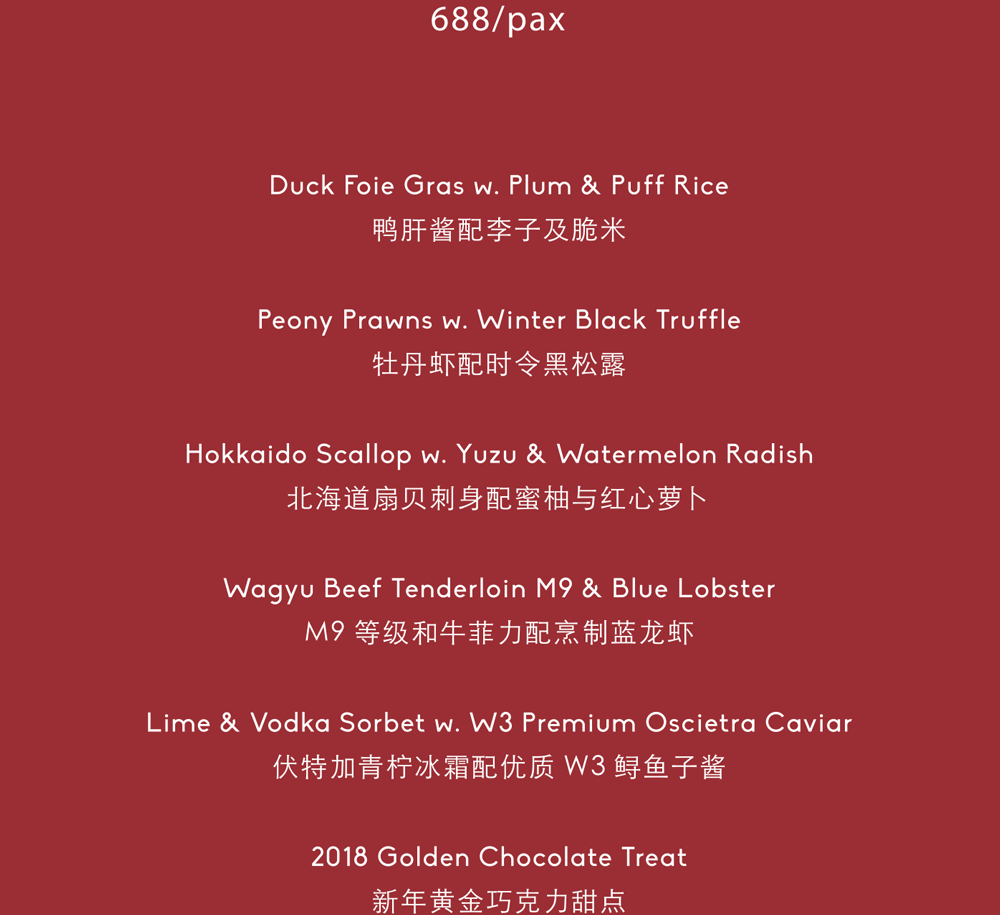 688/pax
Duck Foie Gras w. Plum & Puff Rice
鸭肝酱配李子及脆米
Peony Prawns w. Winter Black Truffle
牡丹虾配时令黑松露
Hokkaido Scallop w. Yuzu & Watermelon Radish
北海道扇贝刺身配蜜柚与红心萝卜
Wagyu Beef Tenderloin M9 & Blue Lobster
M9 等级和牛菲力配烹制蓝龙虾
Lime & Vodka Sorbet w. W3 Premium Oscietra Caviar
伏特加青柠冰霜配优质 W3 鲟鱼子酱
2018 Golden Chocolate Treat
新年黄金巧克力甜点